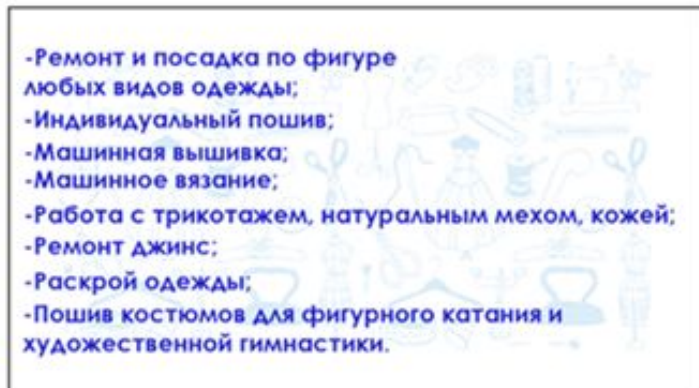 -Ремонт и посадка по фигуре
любых видов одежды;
-Индивидуальный пошив;
-Машинная вышивка;
-Машинное вязание;
-Работа с трикотажем, натуральным мехом, кожей;
-Ремонт джинс;
-Раскрой одежды;
-Пошив костюмов для фигурного катания и
художественной гимнастики.